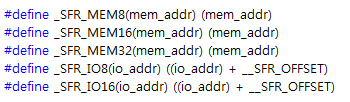 #define _SFR_MEM8(mem_addr) (mem_addr)
#define _SFR_MEM16(mem_addr) (mem_addr)
#define _SFR_MEM32(mem_addr) (mem_addr)
#define _SFR_IO8(io_addr) ((io_addr) + __SFR_OFFSET)
#define _SFR_IO16(io_addr) ((io_addr) + __SFR_OFFSET)